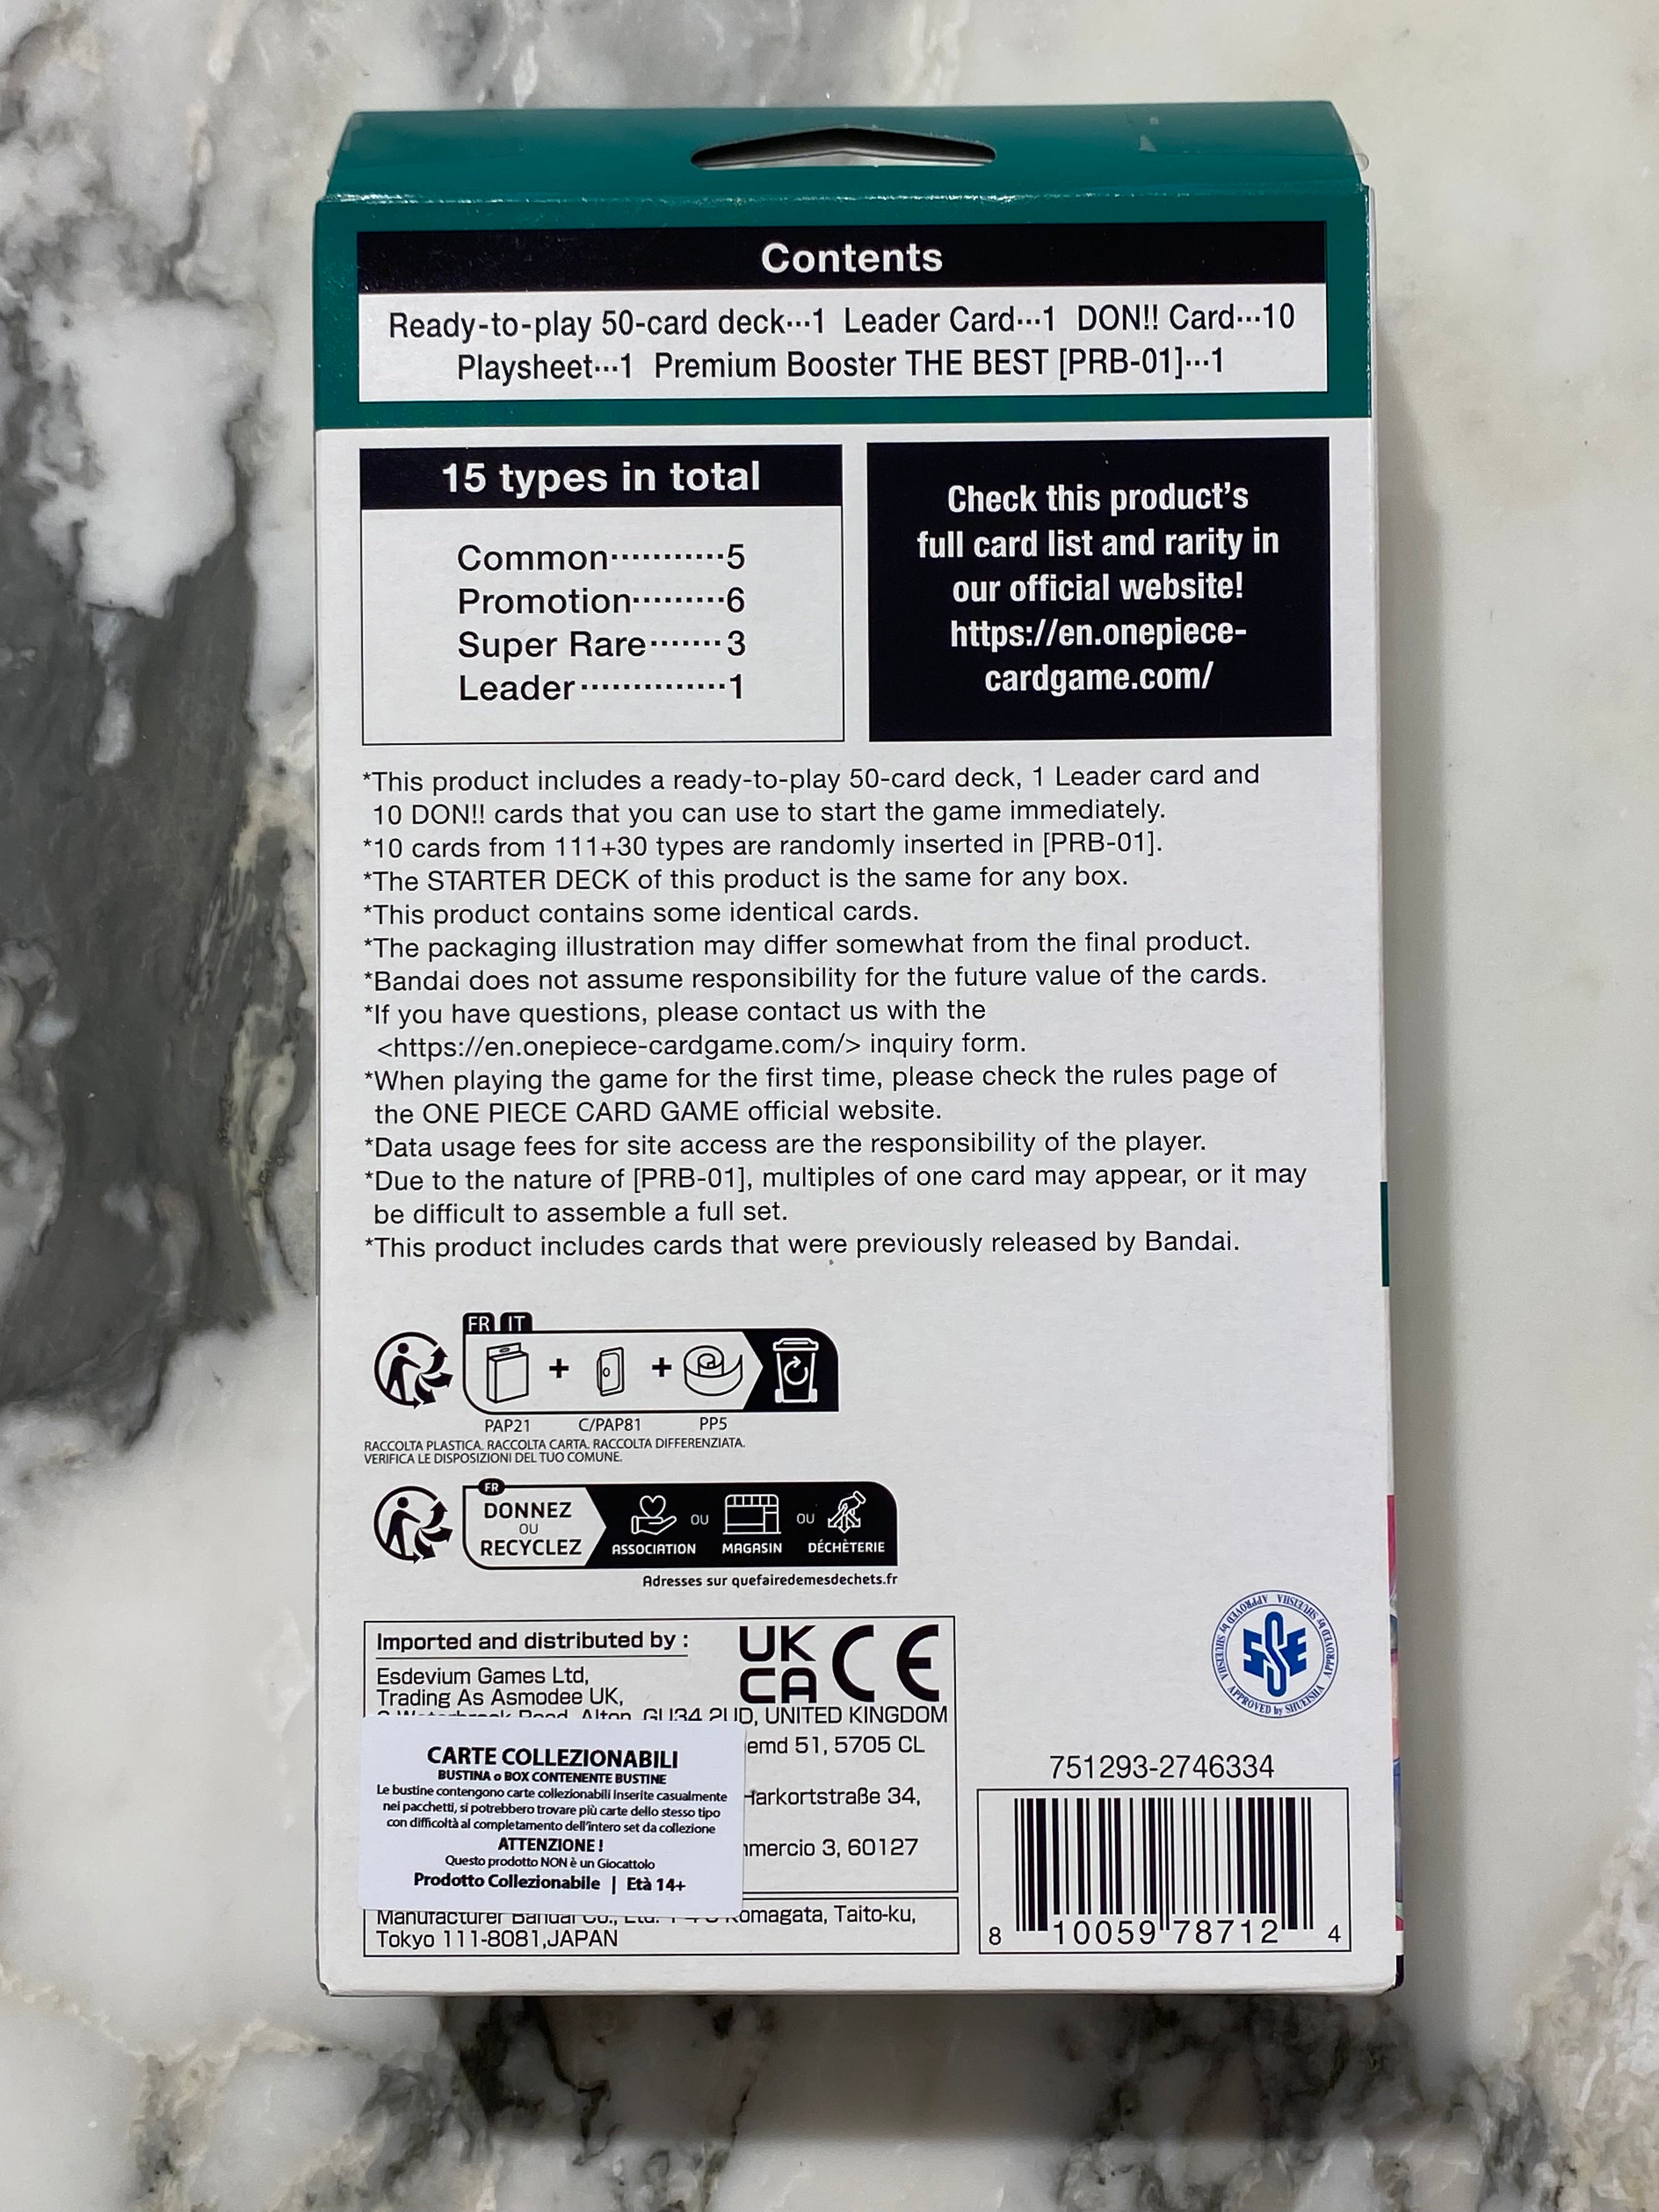 Contents
Ready-to-play 50-card deck···1 Leader Card···1 DON!! Card···10
Playsheet···1 Premium Booster THE BEST [PRB-01]···1
15 types in total
Common···········5
Promotion·········6
Super Rare·······3
Leader··············1
Check this product's
full card list and rarity in
our official website!
https://en.onepiece-
cardgame.com/
*This product includes a ready-to-play 50-card deck, 1 Leader card and
10 DON!! cards that you can use to start the game immediately.
*10 cards from 111+30 types are randomly inserted in [PRB-01].
*The STARTER DECK of this product is the same for any box.
*This product contains some identical cards.
*The packaging illustration may differ somewhat from the final product.
*Bandai does not assume responsibility for the future value of the cards.
*If you have questions, please contact us with the
<https://en.onepiece-cardgame.com/> inquiry form.
*When playing the game for the first time, please check the rules page of
the ONE PIECE CARD GAME official website.
*Data usage fees for site access are the responsibility of the player.
*Due to the nature of [PRB-01], multiples of one card may appear, or it may
be difficult to assemble a full set.
*This product includes cards that were previously released by Bandai.
FR IT
+ +
PAP21 C/PAP81 PP5
RACCOLTA PLASTICA. RACCOLTA CARTA. RACCOLTA DIFFERENZIATA.
VERIFICA LE DISPOSIZIONI DEL TUO COMUNE.
FR
DONNEZ
OU
RECYCLEZ
ASSOCIATION OU MAGASIN OU DÉCHÈTERIE
Adresses sur quefairedemesdechets.fr
Imported and distributed by :
UK
CA CE
Esdevium Games Ltd,
Trading As Asmodee UK,
Road, Alton, GU34 2UD, UNITED KINGDOM
51, 5705 CL
Harkortstraße 34,
3, 60127
CARTE COLLEZIONABILI
BUSTINA o BOX CONTENENTE BUSTINE
Le bustine contengono carte collezionabili inserite casualmente
nei pacchetti, si potrebbero trovare più carte dello stesso tipo
con difficoltà al completamento dell'intero set da collezione
ATTENZIONE !
Questo prodotto NON è un Giocattolo
Prodotto Collezionabile | Età 14+
Manufacturer Bandai Co., Ltd. Komagata, Taito-ku,
Tokyo 111-8081,JAPAN
APPROVED by SHUEISHA APPROVED by SHUEISHA APPROVED by SHUEISHA
751293-2746334
8 10059 78712 4